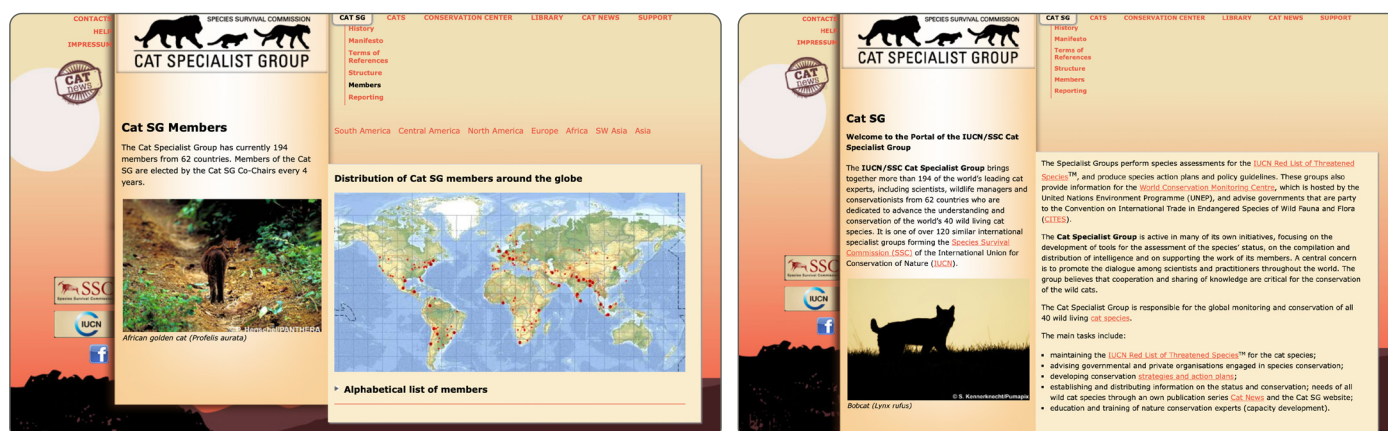 CONTACTS
HELP
IMPRESSUM
CAT
news
SSC
Species Survival Commission
IUCN
f
SPECIES SURVIVAL COMMISSION
CAT SPECIALIST GROUP
CAT SG CATS CONSERVATION CENTER LIBRARY CAT NEWS SUPPORT
History
Manifesto
Terms of
References
Structure
Members
Reporting
Cat SG Members
The Cat Specialist Group has currently 194
members from 62 countries. Members of the Cat
SG are elected by the Cat SG Co-Chairs every 4
years.
Henschel/PANTHERA
African golden cat (Profelis aurata)
South America Central America North America Europe Africa SW Asia Asia
Distribution of Cat SG members around the globe
Alphabetical list of members
CONTACTS
HELP
IMPRESSUM
CAT
news
SSC
Species Survival Commission
IUCN
f
SPECIES SURVIVAL COMMISSION
CAT SPECIALIST GROUP
CAT SG CATS CONSERVATION CENTER LIBRARY CAT NEWS SUPPORT
History
Manifesto
Terms of
References
Structure
Members
Reporting
Cat SG
Welcome to the Portal of the IUCN/SSC Cat
Specialist Group
The IUCN/SSC Cat Specialist Group brings
together more than 194 of the world's leading cat
experts, including scientists, wildlife managers and
conservationists from 62 countries who are
dedicated to advance the understanding and
conservation of the world's 40 wild living cat
species. It is one of over 120 similar international
specialist groups forming the Species Survival
Commission (SSC) of the International Union for
Conservation of Nature (IUCN).
© S. Kennerknecht/Pumapix
Bobcat (Lynx rufus)
The Specialist Groups perform species assessments for the IUCN Red List of Threatened
Species™, and produce species action plans and policy guidelines. These groups also
provide information for the World Conservation Monitoring Centre, which is hosted by the
United Nations Environment Programme (UNEP), and advise governments that are party
to the Convention on International Trade in Endangered Species of Wild Fauna and Flora
(CITES).
The Cat Specialist Group is active in many of its own initiatives, focusing on the
development of tools for the assessment of the species' status, on the compilation and
distribution of intelligence and on supporting the work of its members. A central concern
is to promote the dialogue among scientists and practitioners throughout the world. The
group believes that cooperation and sharing of knowledge are critical for the conservation
of the wild cats.
The Cat Specialist Group is responsible for the global monitoring and conservation of all
40 wild living cat species.
The main tasks include:
• maintaining the IUCN Red List of Threatened Species™ for the cat species;
• advising governmental and private organisations engaged in species conservation;
• developing conservation strategies and action plans;
• establishing and distributing information on the status and conservation; needs of all
wild cat species through an own publication series Cat News and the Cat SG website;
• education and training of nature conservation experts (capacity development).